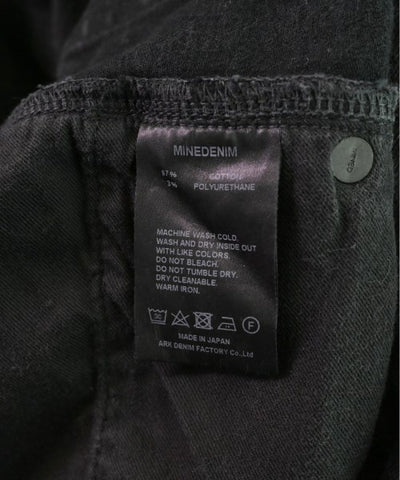 MINEDENIM
97% COTTON
3% POLYURETHANE
MACHINE WASH COLD.
WASH AND DRY INSIDE OUT
WITH LIKE COLORS.
DO NOT BLEACH.
DO NOT TUMBLE DRY.
DRY CLEANABLE.
WARM IRON.
F
MADE IN JAPAN
ARK DENIM FACTORY Co.,Ltd